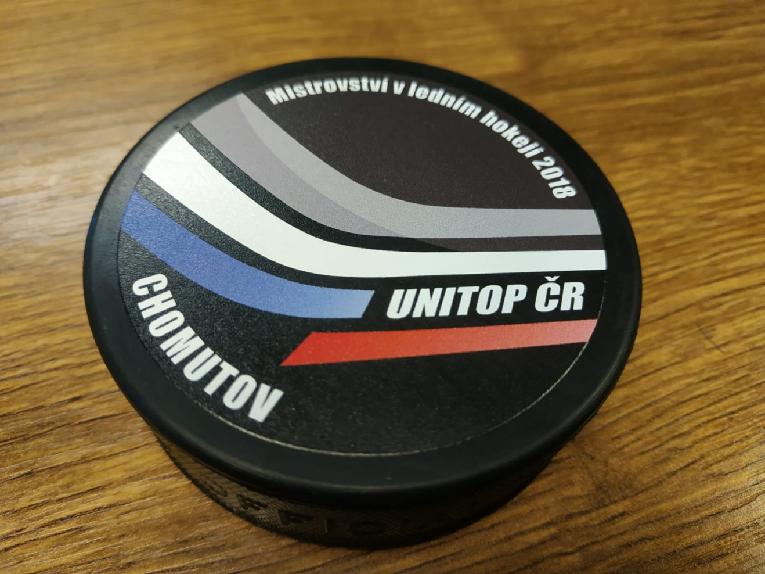 Mistrovství v ledním hokeji 2018
UNITOP ČR
CHOMUTOV